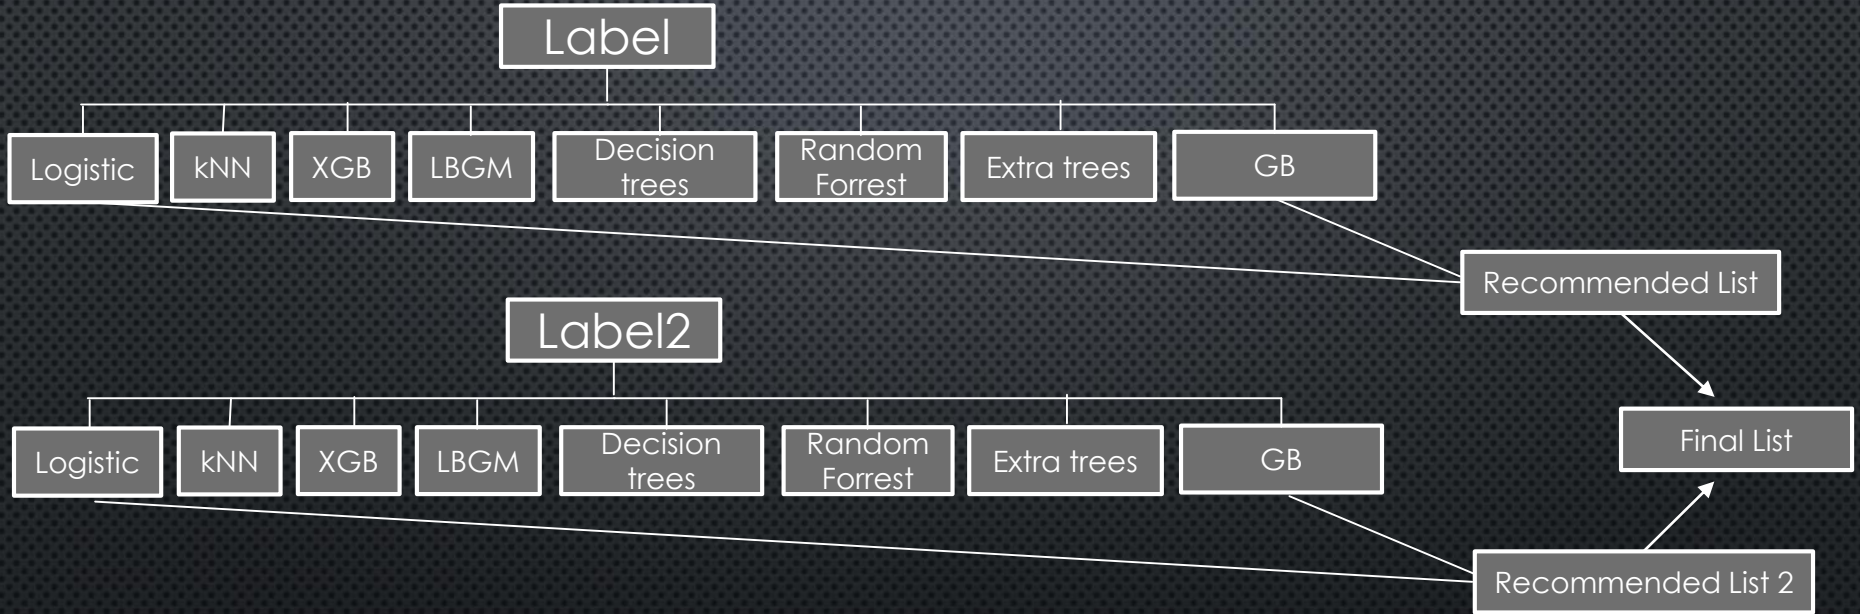 Label
Logistic
kNN
XGB
LBGM
Decision
trees
Random
Forrest
Extra trees
GB
Recommended List
Label2
Logistic
kNN
XGB
LBGM
Decision
trees
Random
Forrest
Extra trees
GB
Final List
Recommended List 2